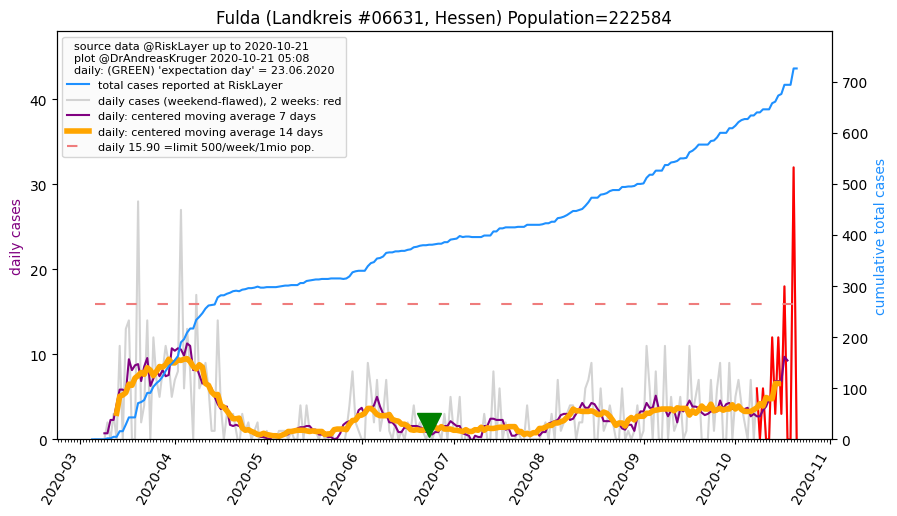 Fulda (Landkreis #06631, Hessen) Population=222584
source data @RiskLayer up to 2020-10-21
plot @DrAndreasKruger 2020-10-21 05:08
daily: (GREEN) 'expectation day' = 23.06.2020
total cases reported at RiskLayer
daily cases (weekend-flawed), 2 weeks: red
daily: centered moving average 7 days
daily: centered moving average 14 days
daily 15.90 =limit 500/week/1mio pop.
daily cases
40
30
20
10
0
cumulative total cases
700
600
500
400
300
200
100
0
2020-03
2020-04
2020-05
2020-06
2020-07
2020-08
2020-09
2020-10
2020-11